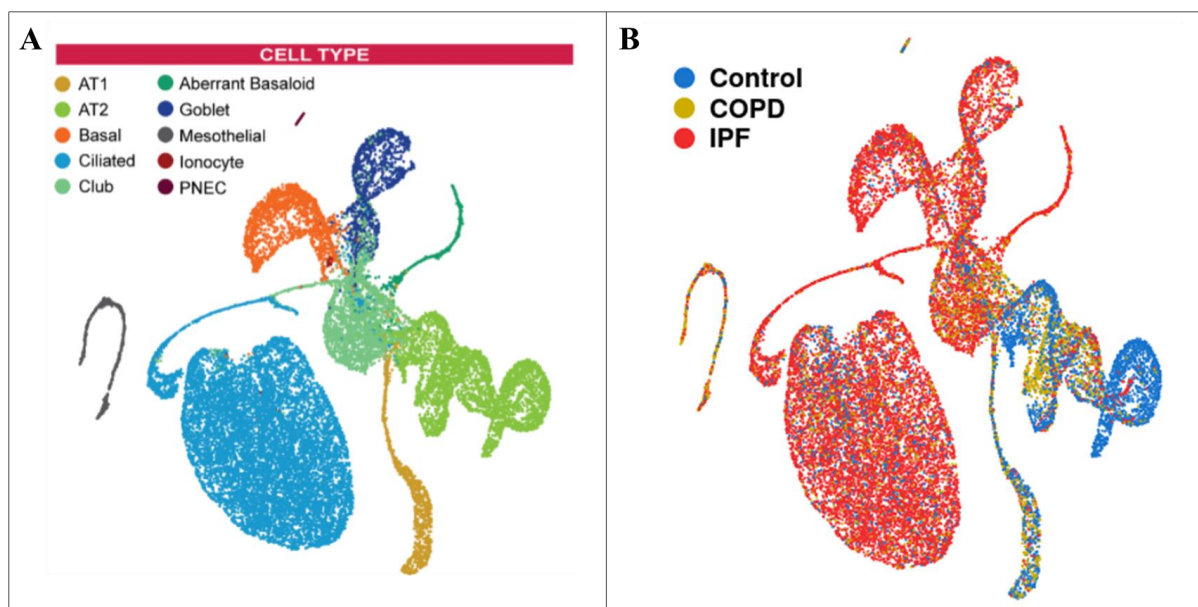 A
CELL TYPE
AT1
AT2
Basal
Ciliated
Club
Aberrant Basaloid
Goblet
Mesothelial
Ionocyte
PNEC
B
Control
COPD
IPF